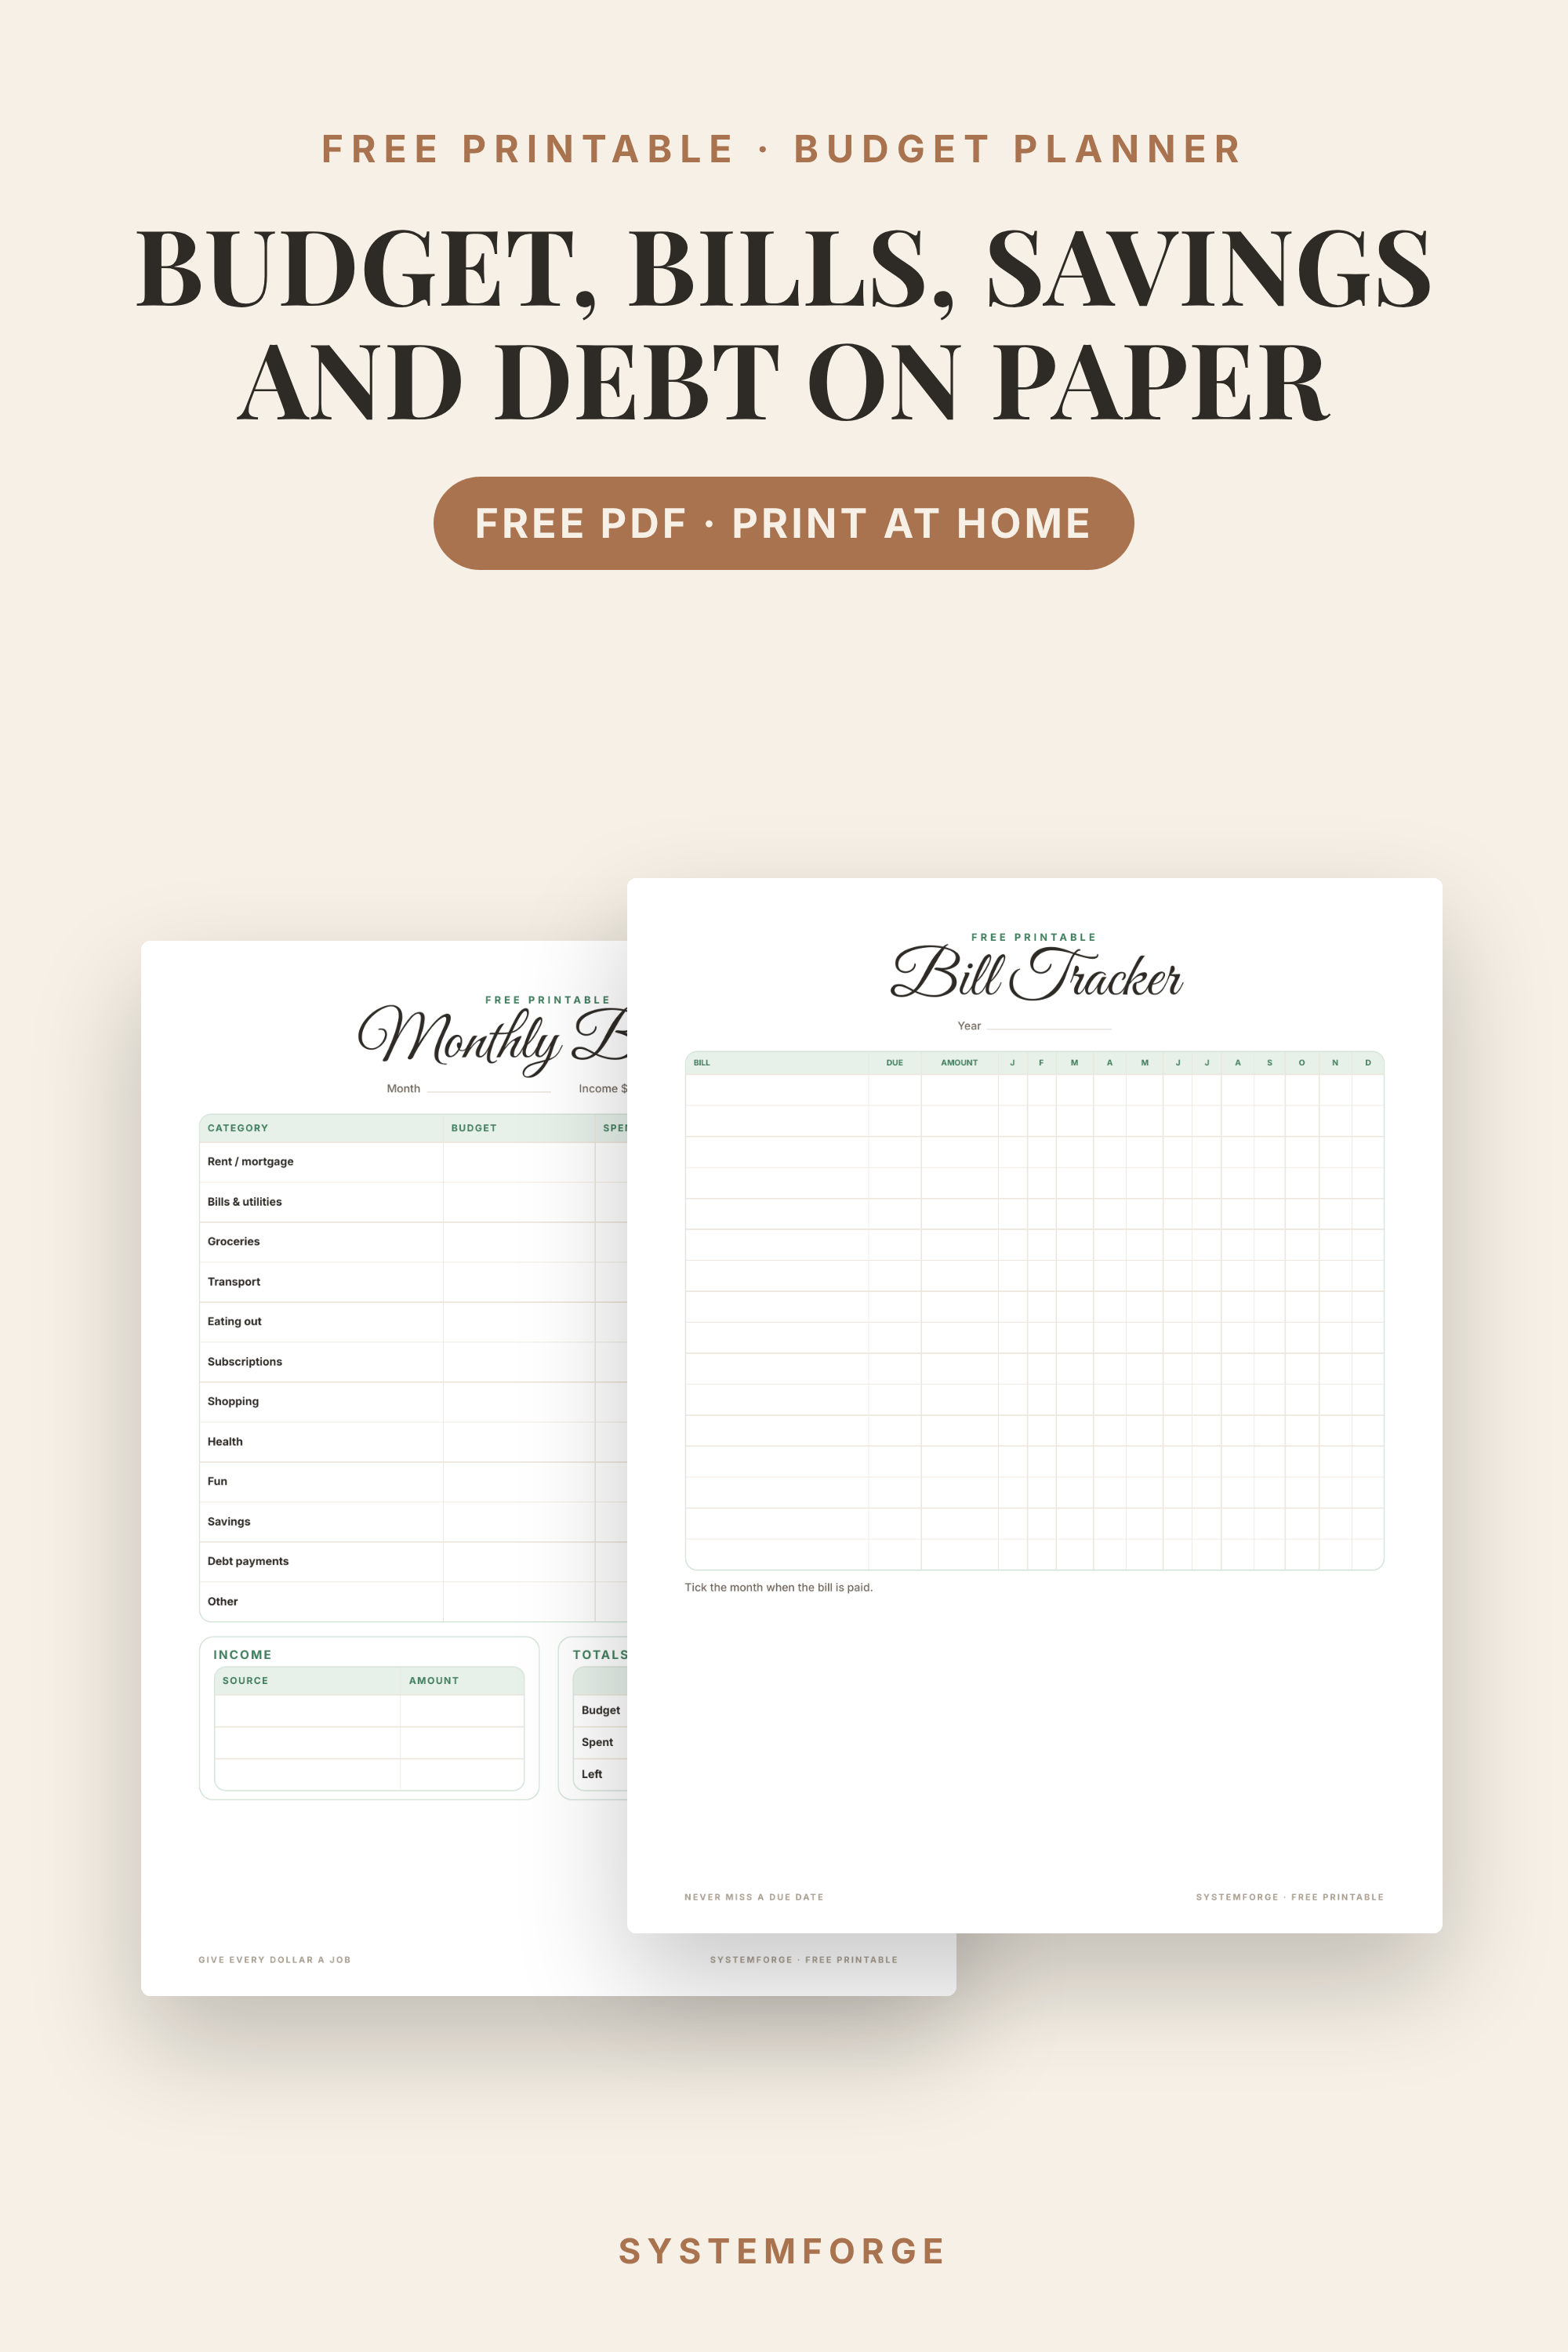 FREE PRINTABLE · BUDGET PLANNER
BUDGET, BILLS, SAVINGS
AND DEBT ON PAPER
FREE PDF · PRINT AT HOME
FREE PRINTABLE
Monthly B
Month
Income $
CATEGORY BUDGET SPEN
Rent / mortgage
Bills & utilities
Groceries
Transport
Eating out
Subscriptions
Shopping
Health
Fun
Savings
Debt payments
Other
INCOME
SOURCE AMOUNT
TOTALS
Budget
Spent
Left
GIVE EVERY DOLLAR A JOB
SYSTEMFORGE · FREE PRINTABLE
FREE PRINTABLE
Bill Tracker
Year
BILL DUE AMOUNT J F M A M J J A S O N D
Tick the month when the bill is paid.
NEVER MISS A DUE DATE
SYSTEMFORGE · FREE PRINTABLE
SYSTEMFORGE